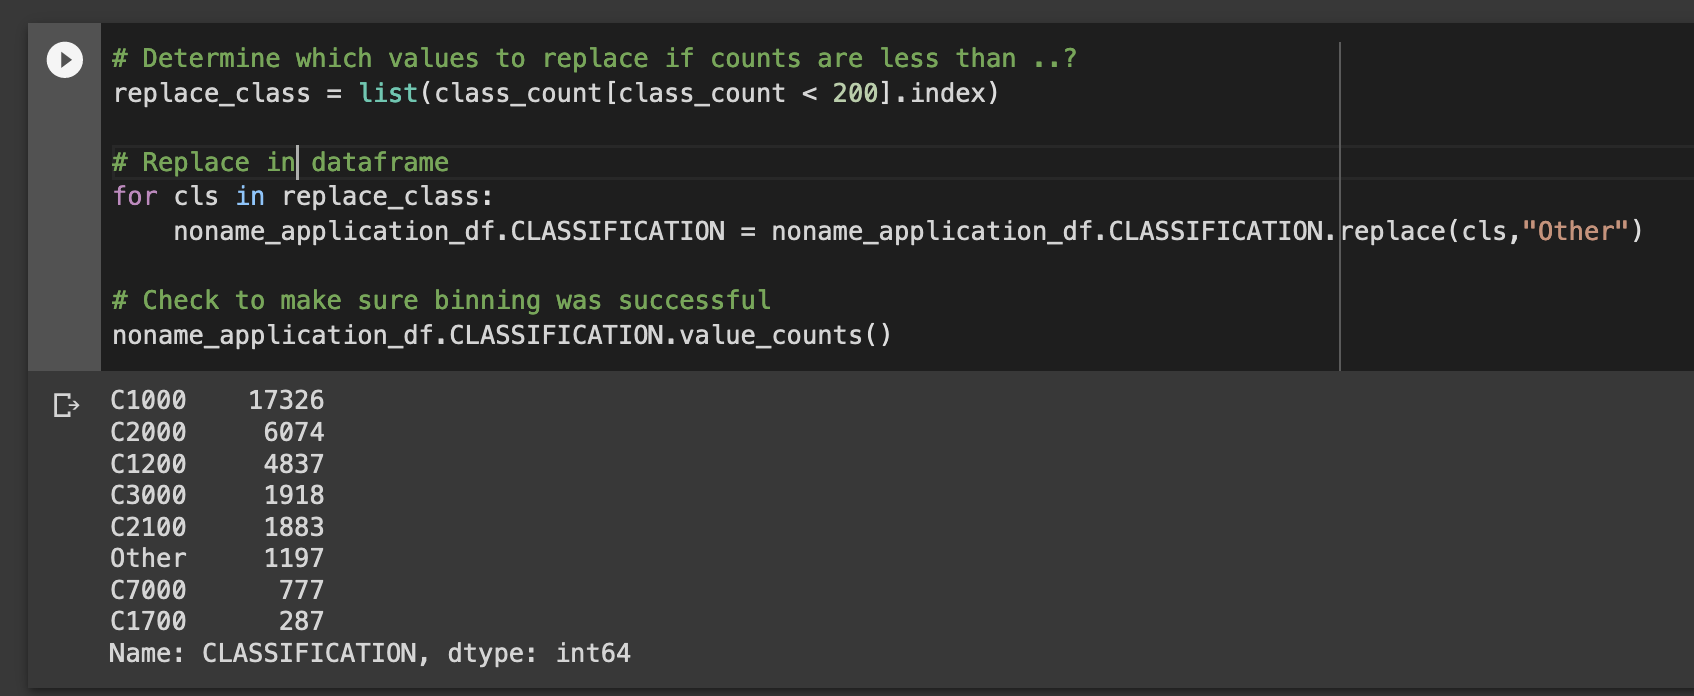 # Determine which values to replace if counts are less than ..?
replace_class = list(class_count[class_count < 200].index)
# Replace in dataframe
for cls in replace_class:
noname_application_df.CLASSIFICATION = noname_application_df.CLASSIFICATION.replace(cls,"Other")
# Check to make sure binning was successful
noname_application_df.CLASSIFICATION.value_counts()
C1000 17326
C2000 6074
C1200 4837
C3000 1918
C2100 1883
Other 1197
C7000 777
C1700 287
Name: CLASSIFICATION, dtype: int64